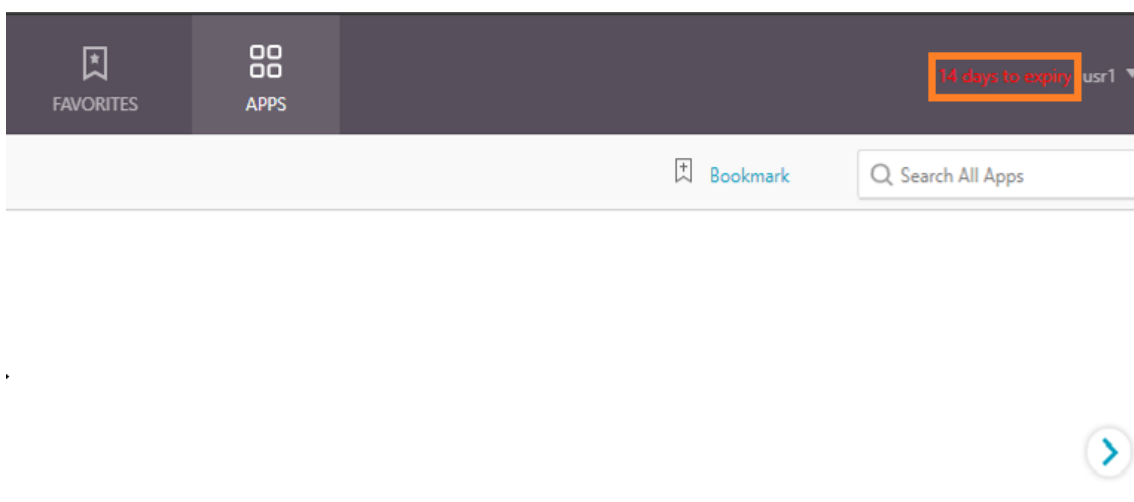 FAVORITES
APPS
14 days to expiry usr1
Bookmark
Search All Apps